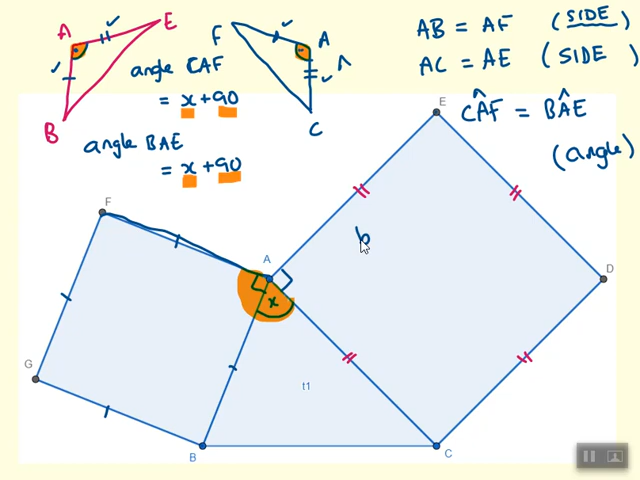 A
E
B
angle CAF
= x+90
angle BAE
= x+90
F
A
C
AB = AF (SIDE)
AC = AE (SIDE)
CÂF = BÂE
(angle)
E
F
A
b
D
x
G
t1
B
C